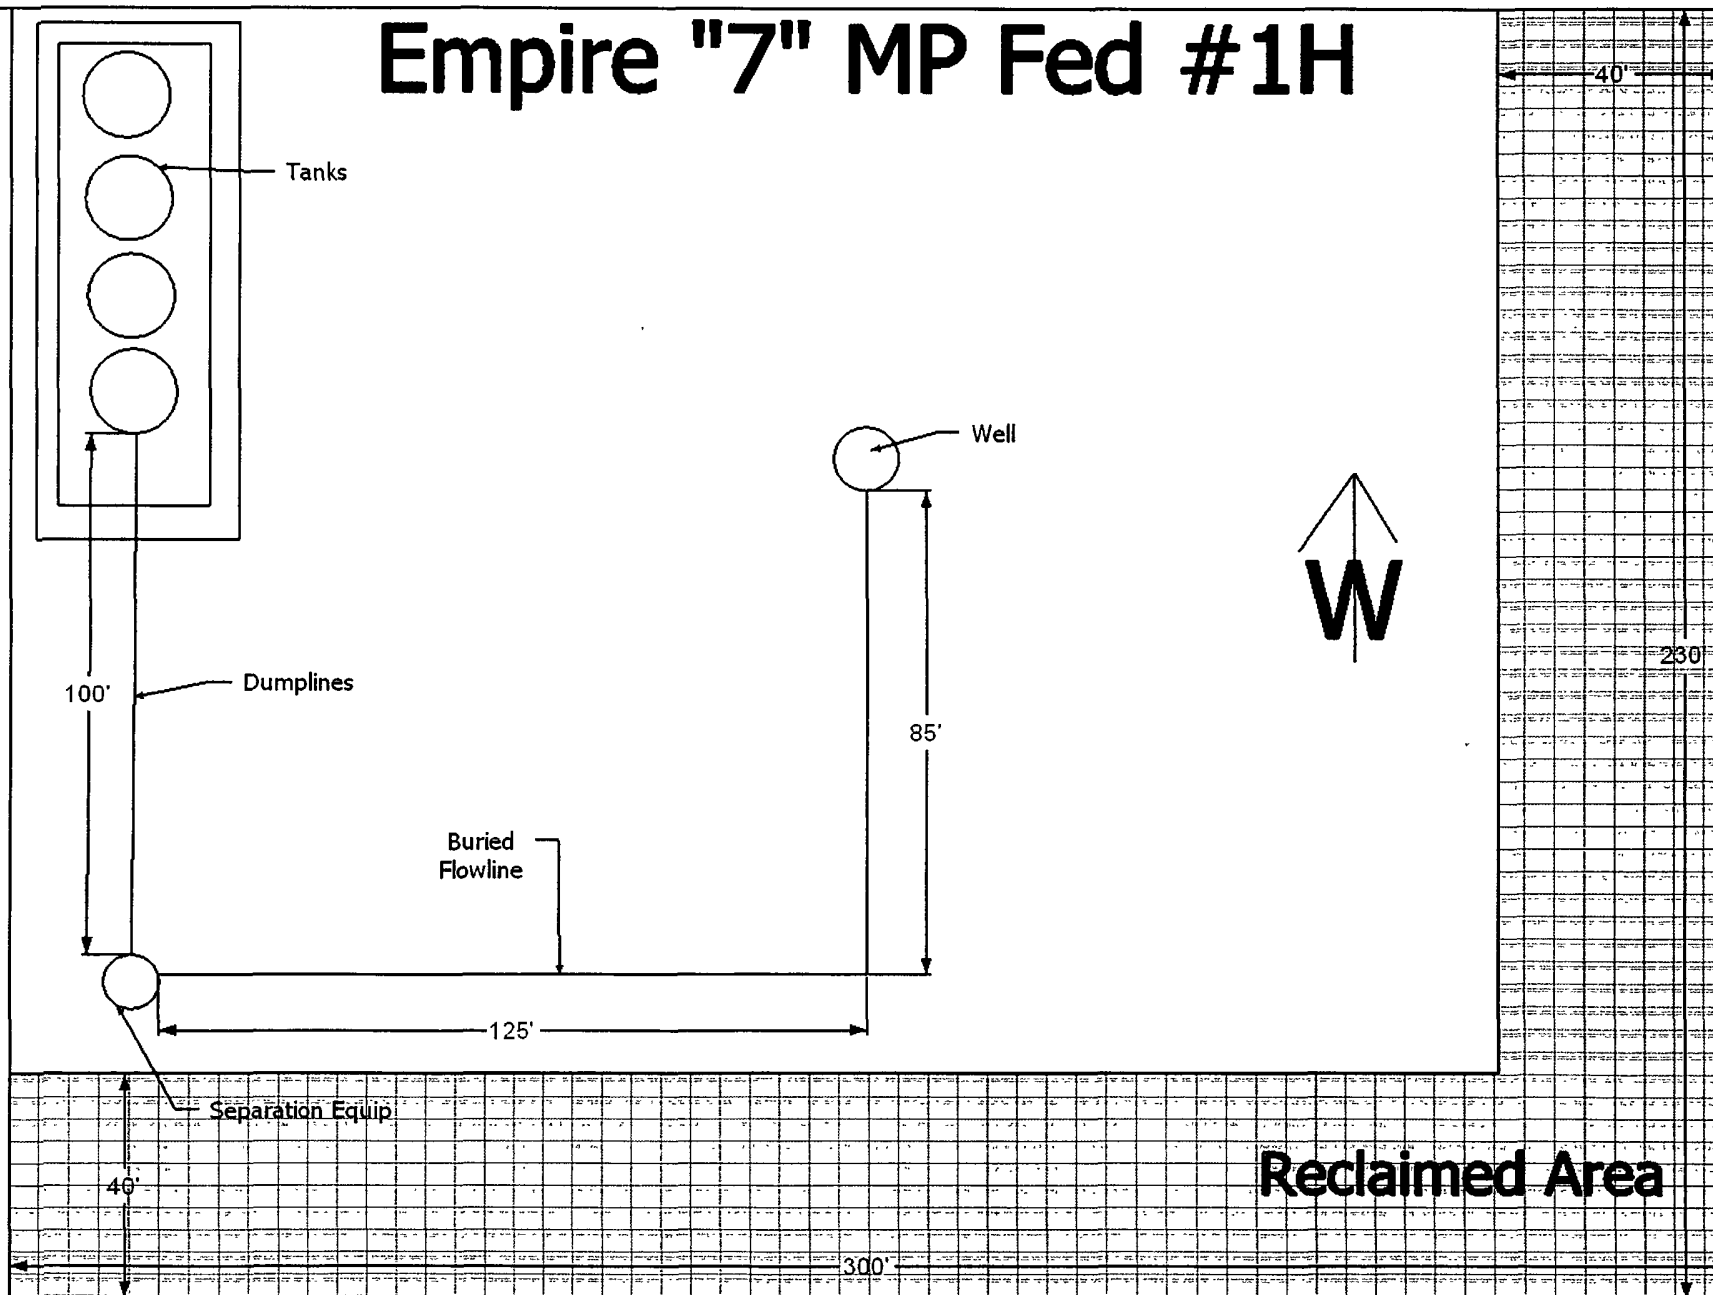 Empire "7" MP Fed #1H
40'
Tanks
Well
W
230'
100'
Dumplines
85'
Buried
Flowline
125'
Separation Equip
40'
Reclaimed Area
300'